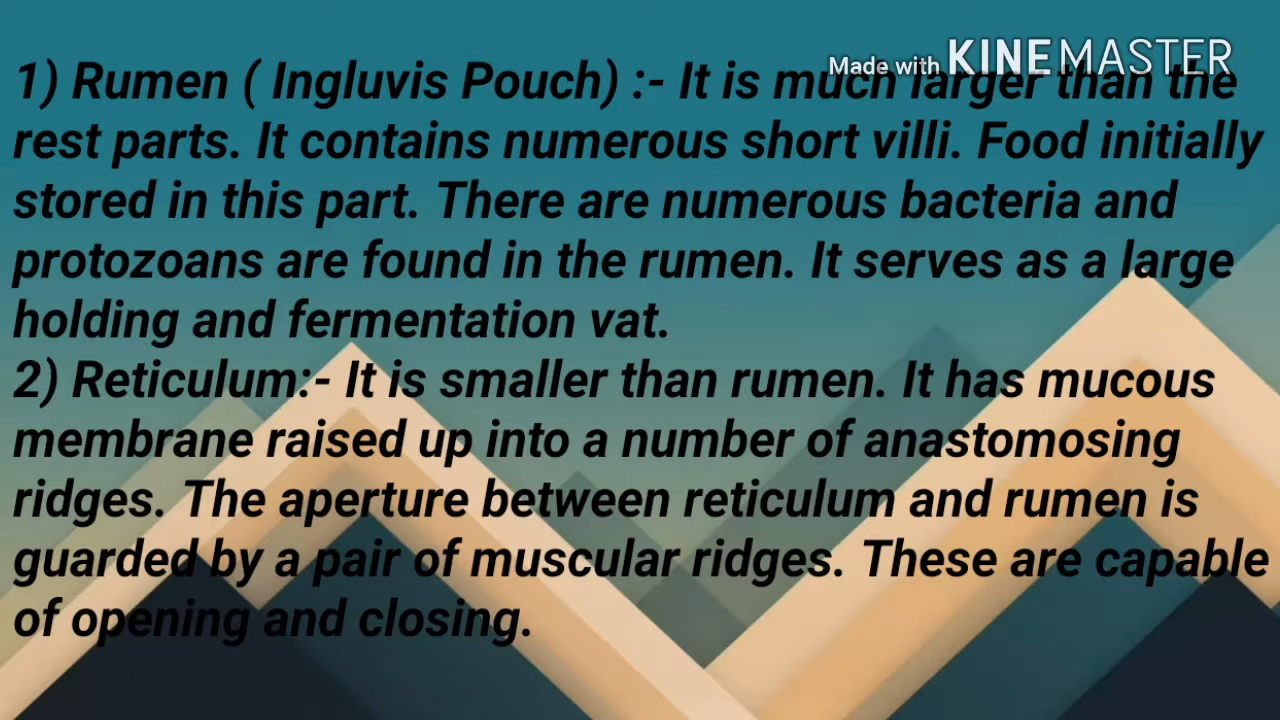 Made with KINEMASTER
1) Rumen ( Ingluvis Pouch) :- It is much larger than the
rest parts. It contains numerous short villi. Food initially
stored in this part. There are numerous bacteria and
protozoans are found in the rumen. It serves as a large
holding and fermentation vat.
2) Reticulum:- It is smaller than rumen. It has mucous
membrane raised up into a number of anastomosing
ridges. The aperture between reticulum and rumen is
guarded by a pair of muscular ridges. These are capable
of opening and closing.